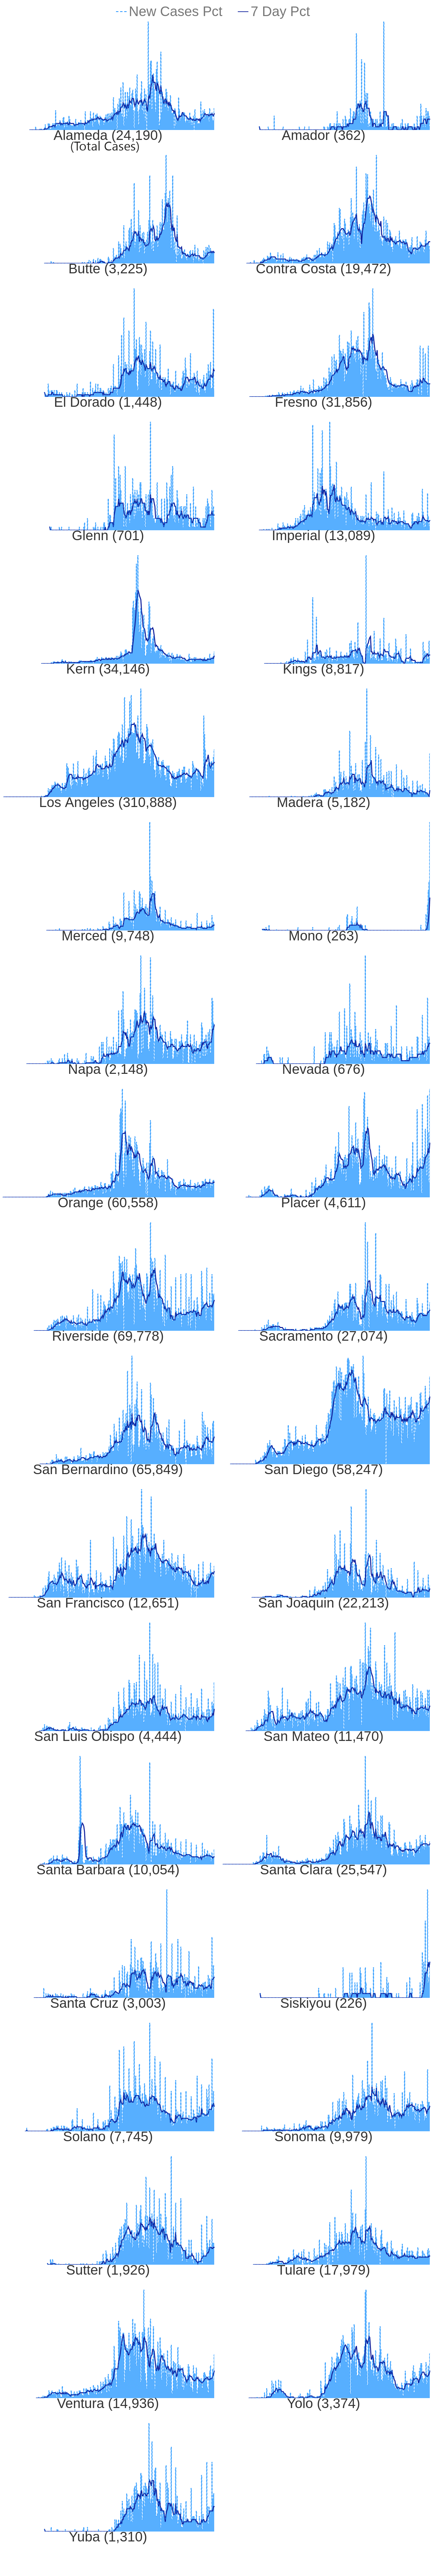 New Cases Pct 7 Day Pct
Alameda (24,190) Amador (362)
(Total Cases)
Butte (3,225) Contra Costa (19,472)
El Dorado (1,448) Fresno (31,856)
Glenn (701) Imperial (13,089)
Kern (34,146) Kings (8,817)
Los Angeles (310,888) Madera (5,182)
Merced (9,748) Mono (263)
Napa (2,148) Nevada (676)
Orange (60,558) Placer (4,611)
Riverside (69,778) Sacramento (27,074)
San Bernardino (65,849) San Diego (58,247)
San Francisco (12,651) San Joaquin (22,213)
San Luis Obispo (4,444) San Mateo (11,470)
Santa Barbara (10,054) Santa Clara (25,547)
Santa Cruz (3,003) Siskiyou (226)
Solano (7,745) Sonoma (9,979)
Sutter (1,926) Tulare (17,979)
Ventura (14,936) Yolo (3,374)
Yuba (1,310)